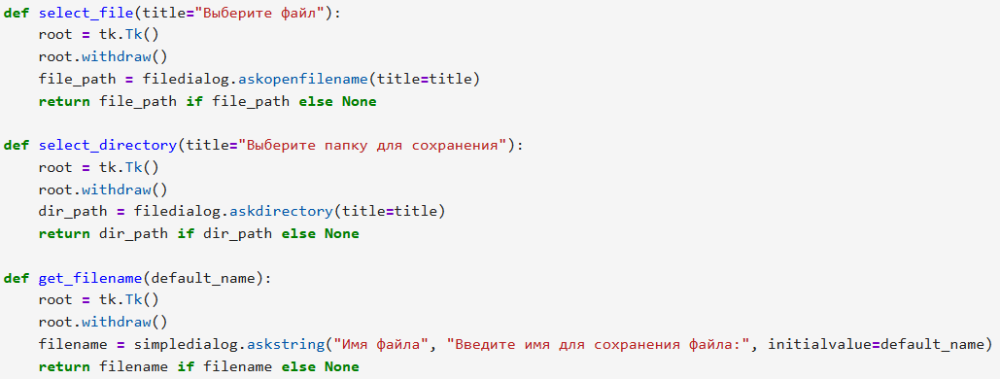 def select_file(title="Выберите файл"):
    root = tk.Tk()
    root.withdraw()
    file_path = filedialog.askopenfilename(title=title)
    return file_path if file_path else None

def select_directory(title="Выберите папку для сохранения"):
    root = tk.Tk()
    root.withdraw()
    dir_path = filedialog.askdirectory(title=title)
    return dir_path if dir_path else None

def get_filename(default_name):
    root = tk.Tk()
    root.withdraw()
    filename = simpledialog.askstring("Имя файла", "Введите имя для сохранения файла:", initialvalue=default_name)
    return filename if filename else None